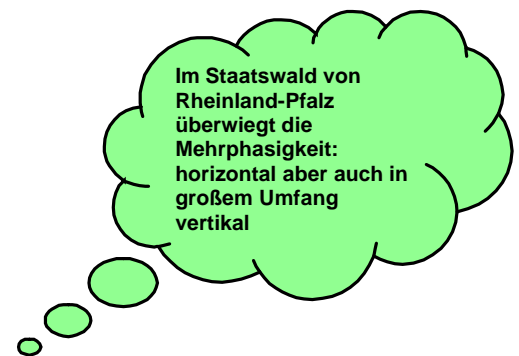 Im Staatswald von
Rheinland-Pfalz
überwiegt die
Mehrphasigkeit:
horizontal aber auch in
großem Umfang
vertikal